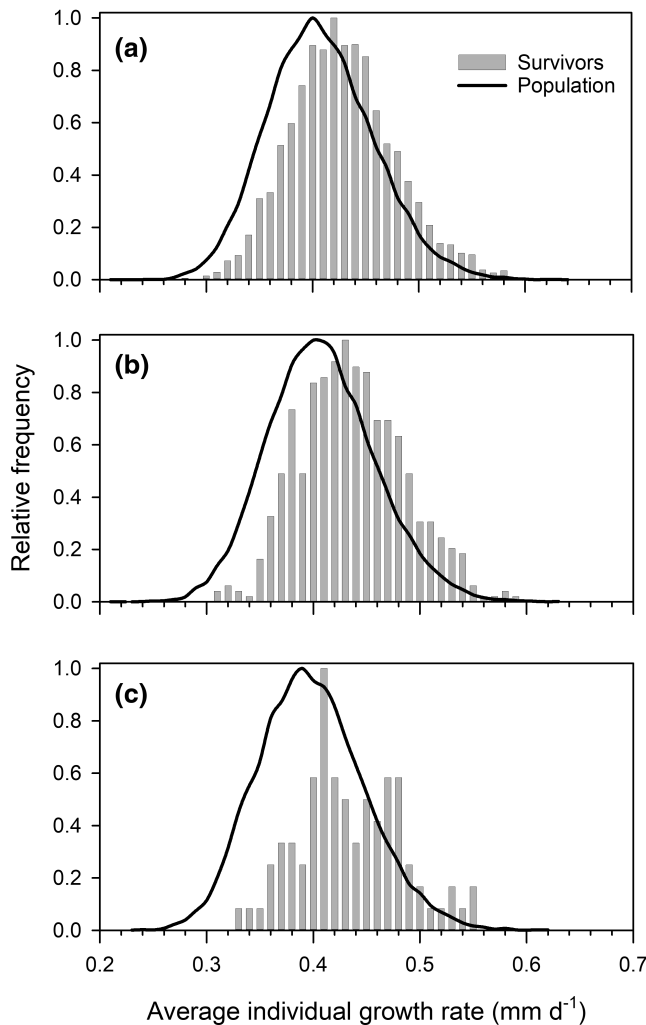 (a)
Survivors
Population
1.0
0.8
0.6
0.4
0.2
0.0
(b)
1.0
0.8
0.6
0.4
0.2
0.0
Relative frequency
(c)
1.0
0.8
0.6
0.4
0.2
0.0
0.2 0.3 0.4 0.5 0.6 0.7
Average individual growth rate (mm d⁻¹)